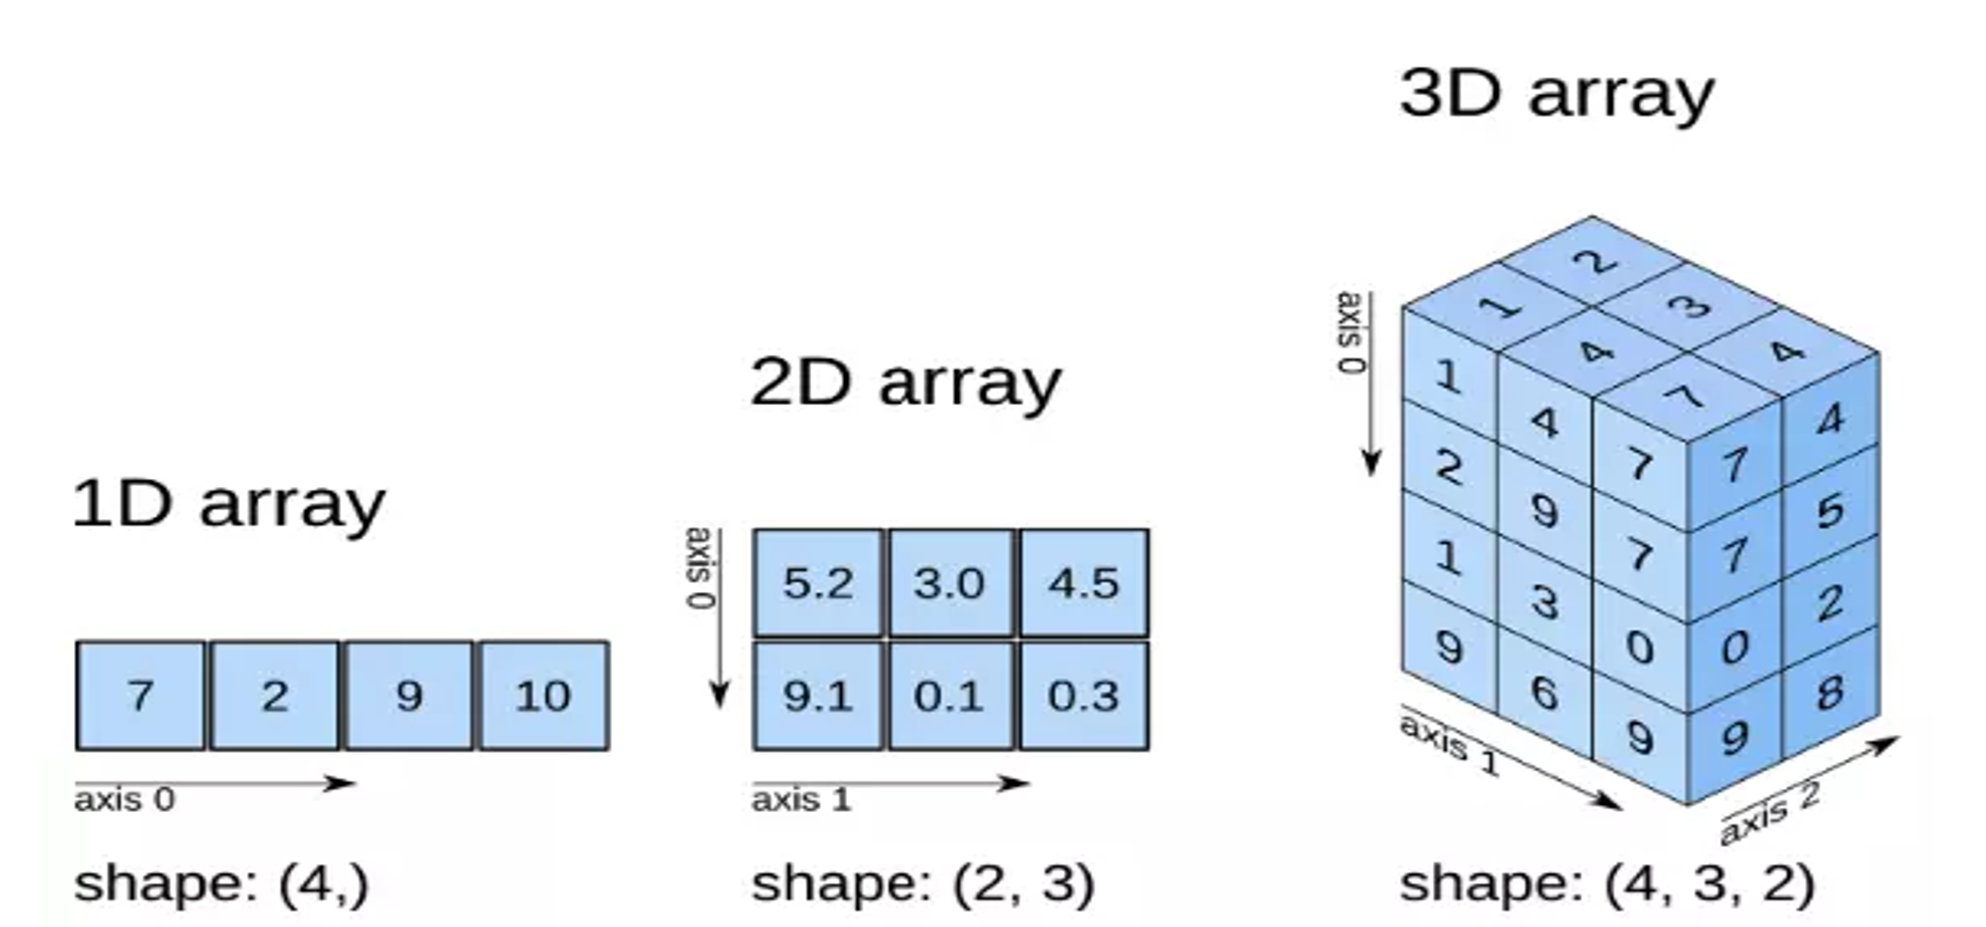 1D array
7 2 9 10
axis 0
shape: (4,)
2D array
axis 0
5.2 3.0 4.5
9.1 0.1 0.3
axis 1
shape: (2, 3)
3D array
axis 0
2
1 3
4 4
7
1 4 7 7 4
2 9 7 7 5
1 3 0 0 2
9 6 9 9 8
axis 1
axis 2
shape: (4, 3, 2)